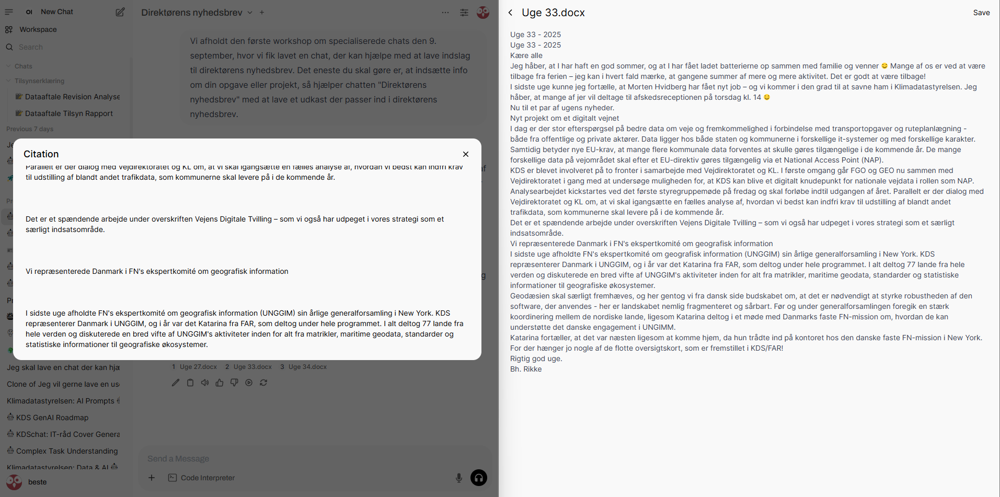 New Chat
Workspace
Search
Chats
Tilsynserklæring
Dataaftale Revision Analyse
Dataaftale Tilsyn Rapport
Previous 7 days
Je
Pr
Pr
Jeg skal lave en chat der kan hjæ
Clone of Jeg vil gerne lave en us
Klimadatastyrelsen: AI Prompts
KDS GenAI Roadmap
KDSchat: IT-råd Cover Genera
Complex Task Understanding
Klimadatastyrelsen: Data & AI
beste
Direktørens nyhedsbrev
Vi afholdt den første workshop om specialiserede chats den 9.
september, hvor vi fik lavet en chat, der kan hjælpe med at lave indslag
til direktørens nyhedsbrev. Det eneste du skal gøre er, at indsætte info
om din opgave eller projekt, så hjælper chatten "Direktørens
nyhedsbrev" med at lave et udkast der passer ind i direktørens
nyhedsbrev.
Citation
Parallelt er der dialog med Vejdirektoratet og KL om, at vi skal igangsætte en fælles analyse af, hvordan vi bedst kan indfri krav
til udstilling af blandt andet trafikdata, som kommunerne skal levere på i de kommende år.
Det er et spændende arbejde under overskriften Vejens Digitale Tvilling – som vi også har udpeget i vores strategi som et
særligt indsatsområde.
Vi repræsenterede Danmark i FN's ekspertkomité om geografisk information
I sidste uge afholdte FN's ekspertkomité om geografisk information (UNGGIM) sin årlige generalforsamling i New York. KDS
repræsenterer Danmark i UNGGIM, og i år var det Katarina fra FAR, som deltog under hele programmet. I alt deltog 77 lande fra
hele verden og diskuterede en bred vifte af UNGGIM's aktiviteter inden for alt fra matrikler, maritime geodata, standarder og
statistiske informationer til geografiske økosystemer.
1 Uge 27.docx 2 Uge 33.docx 3 Uge 34.docx
Send a Message
Code Interpreter
Uge 33.docx
Save
Uge 33 - 2025
Uge 33 - 2025
Kære alle
Jeg håber, at I har haft en god sommer, og at I har fået ladet batterierne op sammen med familie og venner 🙂 Mange af os er ved at være
tilbage fra ferien – jeg kan i hvert fald mærke, at gangene summer af mere og mere aktivitet. Det er godt at være tilbage!
I sidste uge kunne jeg fortælle, at Morten Hvidberg har fået nyt job – og vi kommer i den grad til at savne ham i Klimadatastyrelsen. Jeg
håber, at mange af jer vil deltage til afskedsreceptionen på torsdag kl. 14 🙂
Nu til et par af ugens nyheder.
Nyt projekt om et digitalt vejnet
I dag er der stor efterspørgsel på bedre data om veje og fremkommelighed i forbindelse med transportopgaver og ruteplanlægning -
både fra offentlige og private aktører. Data ligger hos både staten og kommunerne i forskellige it-systemer og med forskellige karakter.
Samtidig betyder nye EU-krav, at mange flere kommunale data forventes at skulle gøres tilgængelige i de kommende år. De mange
forskellige data på vejområdet skal efter et EU-direktiv gøres tilgængelig via et National Access Point (NAP).
KDS er blevet involveret på to fronter i samarbejde med Vejdirektoratet og KL. I første omgang går FGO og GEO nu sammen med
Vejdirektoratet i gang med at undersøge muligheden for, at KDS kan blive et digitalt knudepunkt for nationale vejdata i rollen som NAP.
Analysearbejdet kickstartes ved det første styregruppemøde på fredag og skal forløbe indtil udgangen af året. Parallelt er der dialog med
Vejdirektoratet og KL om, at vi skal igangsætte en fælles analyse af, hvordan vi bedst kan indfri krav til udstilling af blandt andet
trafikdata, som kommunerne skal levere på i de kommende år.
Det er et spændende arbejde under overskriften Vejens Digitale Tvilling – som vi også har udpeget i vores strategi som et særligt
indsatsområde.
Vi repræsenterede Danmark i FN's ekspertkomité om geografisk information
I sidste uge afholdte FN's ekspertkomité om geografisk information (UNGGIM) sin årlige generalforsamling i New York. KDS
repræsenterer Danmark i UNGGIM, og i år var det Katarina fra FAR, som deltog under hele programmet. I alt deltog 77 lande fra hele
verden og diskuterede en bred vifte af UNGGIM's aktiviteter inden for alt fra matrikler, maritime geodata, standarder og statistiske
informationer til geografiske økosystemer.
Geodæsien skal særligt fremhæves, og her gentog vi fra dansk side budskabet om, at det er nødvendigt at styrke robustheden af den
software, der anvendes - her er landskabet nemlig fragmenteret og sårbart. Før og under generalforsamlingen foregik en stærk
koordinering mellem de nordiske lande, ligesom Katarina deltog i et møde med Danmarks faste FN-mission om, hvordan de kan
understøtte det danske engagement i UNGIMM.
Katarina fortæller, at det var næsten ligesom at komme hjem, da hun trådte ind på kontoret hos den danske faste FN-mission i New York.
For der hænger jo nogle af de flotte oversigtskort, som er fremstillet i KDS/FAR!
Rigtig god uge.
Bh. Rikke